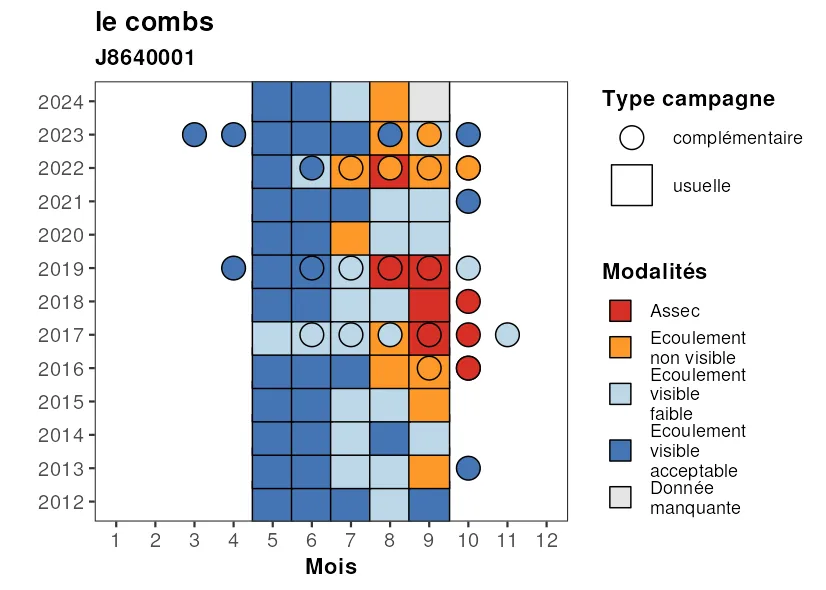 le combs
J8640001
2024
2023
2022
2021
2020
2019
2018
2017
2016
2015
2014
2013
2012
1 2 3 4 5 6 7 8 9 10 11 12
Mois
Type campagne
complémentaire
usuelle
Modalités
Assec
Ecoulement
non visible
Ecoulement
visible
faible
Ecoulement
visible
acceptable
Donnée
manquante